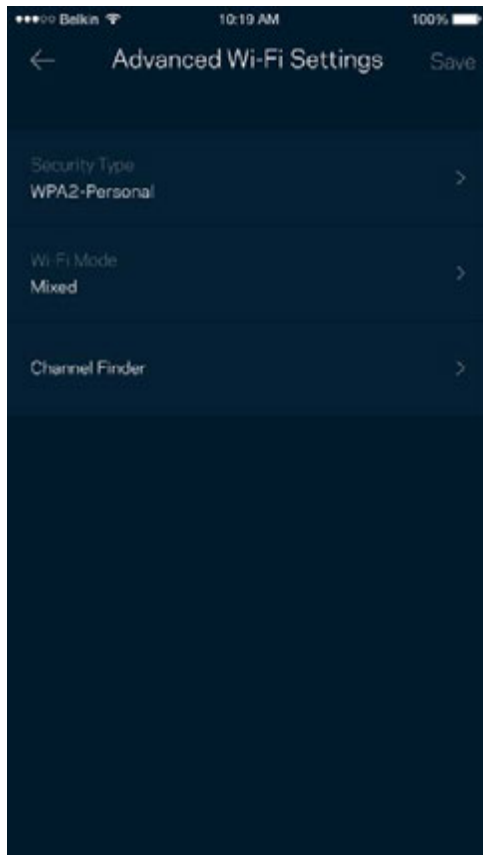 Belkin 10:19 AM 100%
Advanced Wi-Fi Settings Save
Security Type
WPA2-Personal
Wi-Fi Mode
Mixed
Channel Finder